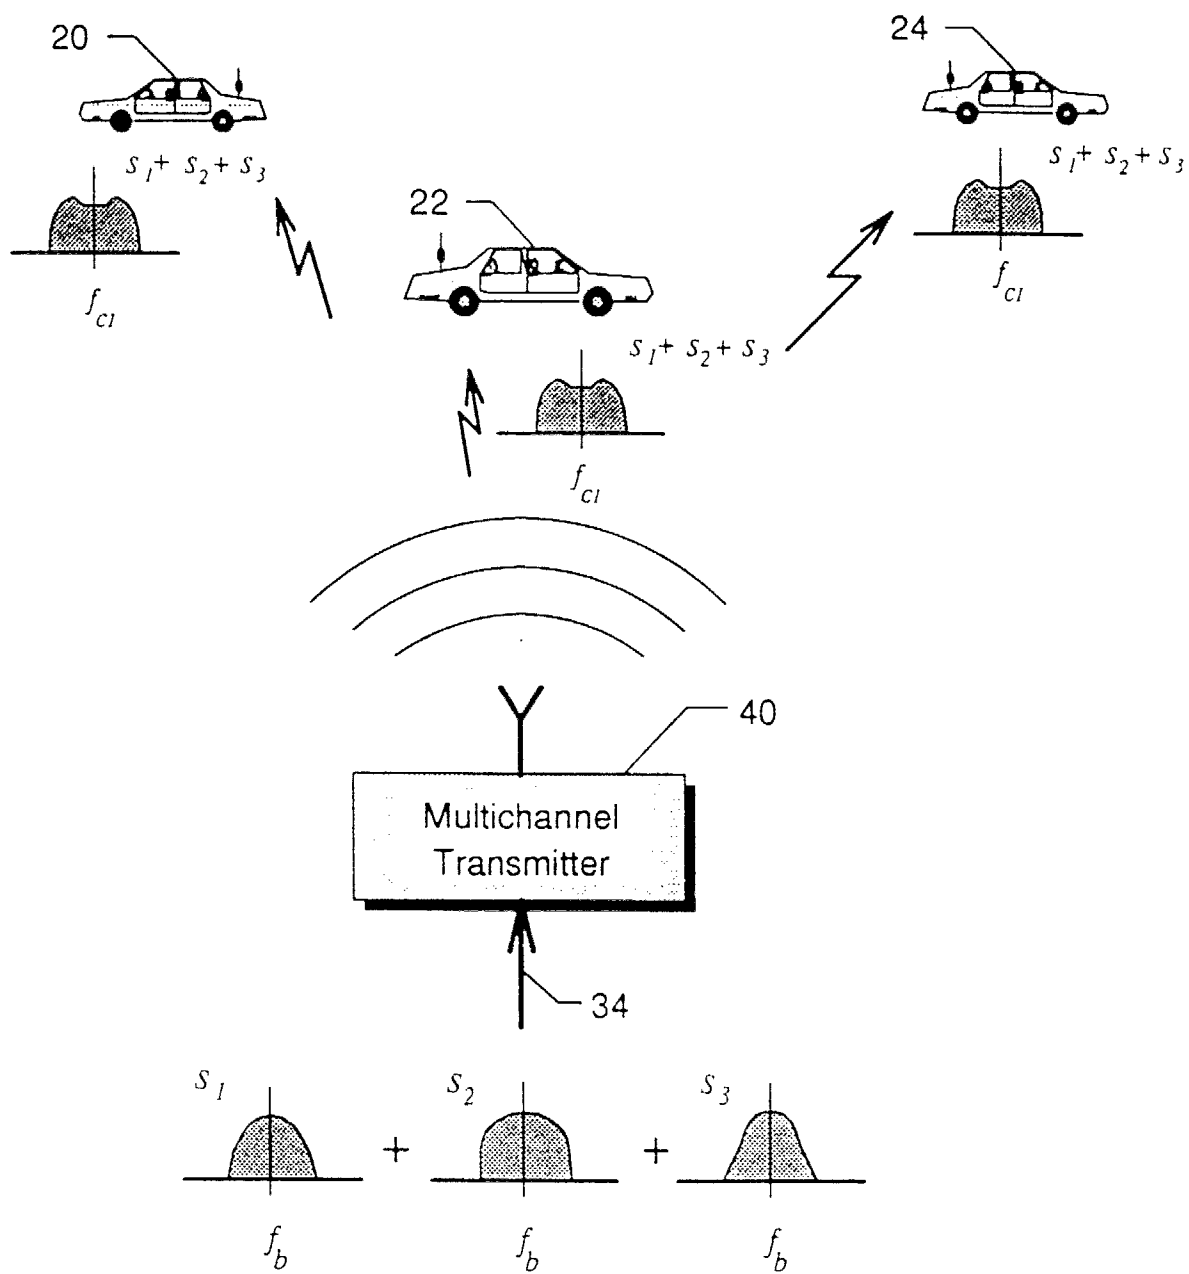 20
24
s1 + s2 + s3
s1 + s2 + s3
22
fc1
fc1
s1 + s2 + s3
fc1
40
Multichannel
Transmitter
34
s1
s2
s3
+
+
fb
fb
fb